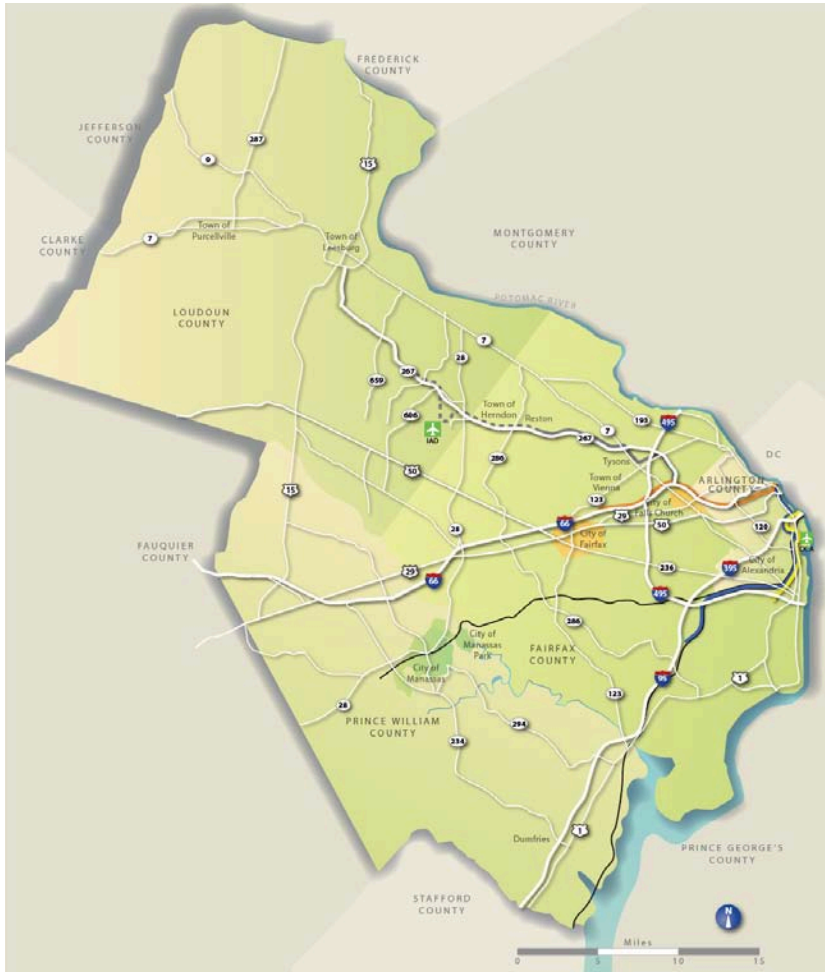 FREDERICK
COUNTY
JEFFERSON
COUNTY
287
9
15
CLARKE
COUNTY
7
Town of
Purcellville
Town of
Leesburg
MONTGOMERY
COUNTY
POTOMAC RIVER
LOUDOUN
COUNTY
7
28
267
659
606
IAD
Town of
Herndon
Reston
193
495
7
267
286
Tysons
DC
50
Town of
Vienna
ARLINGTON
COUNTY
15
123
City of
Falls Church
29
50
66
120
28
City of
Fairfax
FAUQUIER
COUNTY
29
66
236
395
City of
Alexandria
495
286
City of
Manassas
Park
FAIRFAX
COUNTY
City of
Manassas
95
1
123
28
PRINCE WILLIAM
COUNTY
294
234
1
Dumfries
PRINCE GEORGE'S
COUNTY
STAFFORD
COUNTY
N
Miles
0 5 10 15